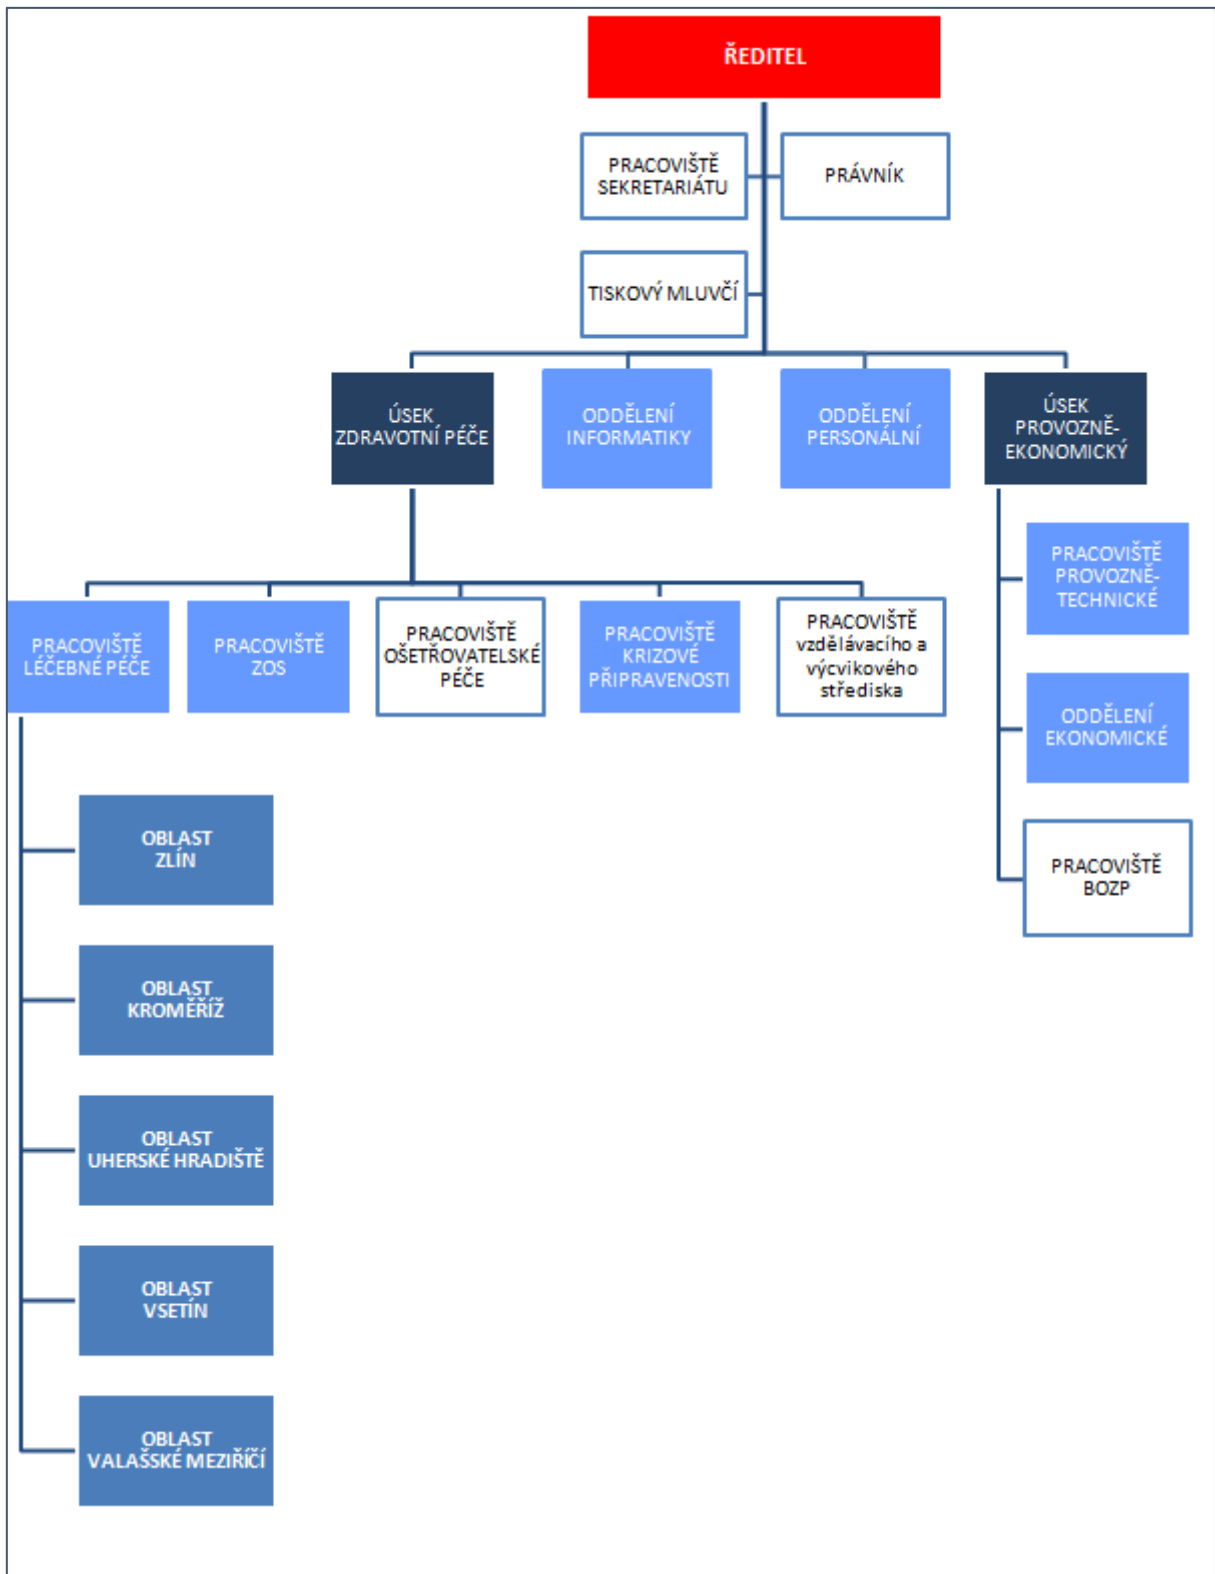 ŘEDITEL
PRACOVIŠTĚ
SEKRETARIÁTU
PRÁVNÍK
TISKOVÝ MLUVČÍ
ÚSEK
ZDRAVOTNÍ PÉČE
ODDĚLENÍ
INFORMATIKY
ODDĚLENÍ
PERSONÁLNÍ
ÚSEK
PROVOZNĚ-
EKONOMICKÝ
PRACOVIŠTĚ
LÉČEBNÉ PÉČE
PRACOVIŠTĚ
ZOS
PRACOVIŠTĚ
OŠETŘOVATELSKÉ
PÉČE
PRACOVIŠTĚ
KRIZOVÉ
PŘIPRAVENOSTI
PRACOVIŠTĚ
vzdělávacího a
výcvikového
střediska
PRACOVIŠTĚ
PROVOZNĚ-
TECHNICKÉ
ODDĚLENÍ
EKONOMICKÉ
PRACOVIŠTĚ
BOZP
OBLAST
ZLÍN
OBLAST
KROMĚŘÍŽ
OBLAST
UHERSKÉ HRADIŠTĚ
OBLAST
VSETÍN
OBLAST
VALAŠSKÉ MEZIŘÍČÍ